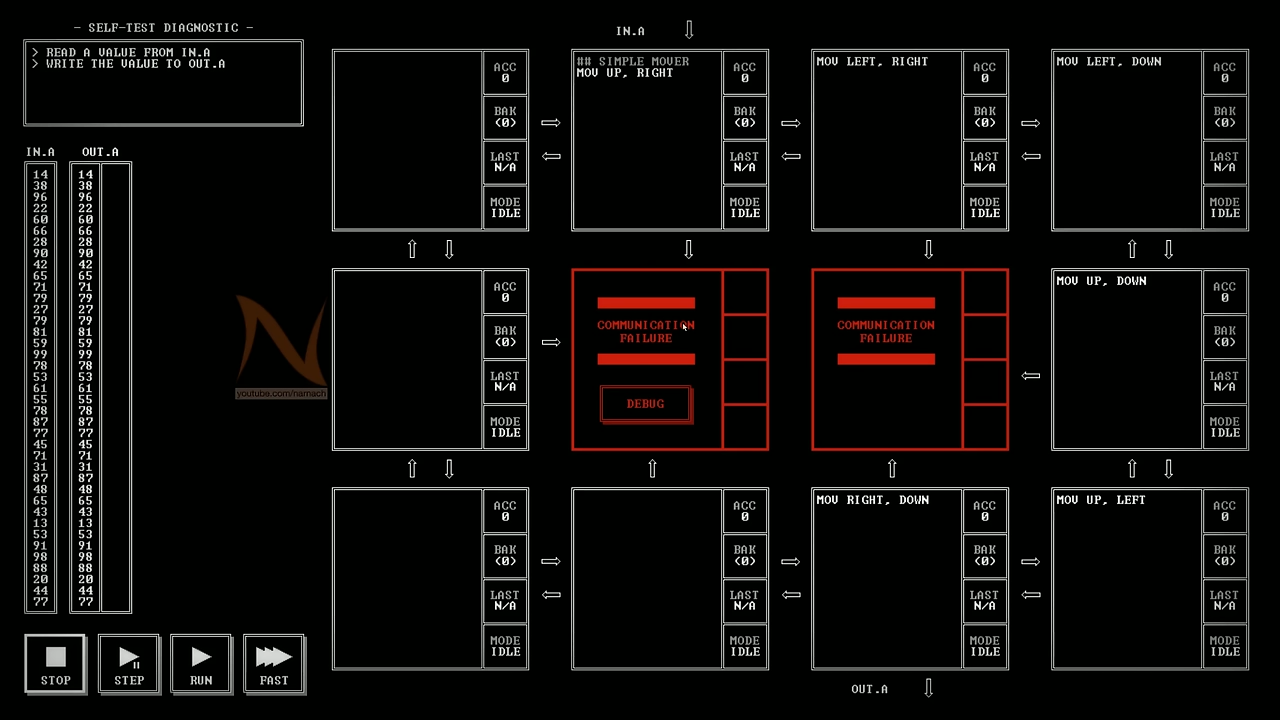 - SELF-TEST DIAGNOSTIC -
> READ A VALUE FROM IN.A
> WRITE THE VALUE TO OUT.A
IN.A OUT.A
14 14
38 38
96 96
22 22
60 60
66 66
28 28
90 90
42 42
65 65
71 71
79 79
27 27
79 79
81 81
59 59
99 99
78 78
53 53
61 61
55 55
78 78
87 87
77 77
45 45
71 71
31 31
87 87
48 48
65 65
43 43
13 13
53 53
91 91
98 98
88 88
20 20
44 44
77 77
STOP
STEP
RUN
FAST
youtube.com/narnach
IN.A
ACC
0
BAK
(0)
LAST
N/A
MODE
IDLE
## SIMPLE MOVER
MOV UP, RIGHT
ACC
0
BAK
(0)
LAST
N/A
MODE
IDLE
MOV LEFT, RIGHT
ACC
0
BAK
(0)
LAST
N/A
MODE
IDLE
MOV LEFT, DOWN
ACC
0
BAK
(0)
LAST
N/A
MODE
IDLE
ACC
0
BAK
(0)
LAST
N/A
MODE
IDLE
COMMUNICATION
FAILURE
DEBUG
COMMUNICATION
FAILURE
MOV UP, DOWN
ACC
0
BAK
(0)
LAST
N/A
MODE
IDLE
ACC
0
BAK
(0)
LAST
N/A
MODE
IDLE
ACC
0
BAK
(0)
LAST
N/A
MODE
IDLE
MOV RIGHT, DOWN
ACC
0
BAK
(0)
LAST
N/A
MODE
IDLE
MOV UP, LEFT
ACC
0
BAK
(0)
LAST
N/A
MODE
IDLE
OUT.A